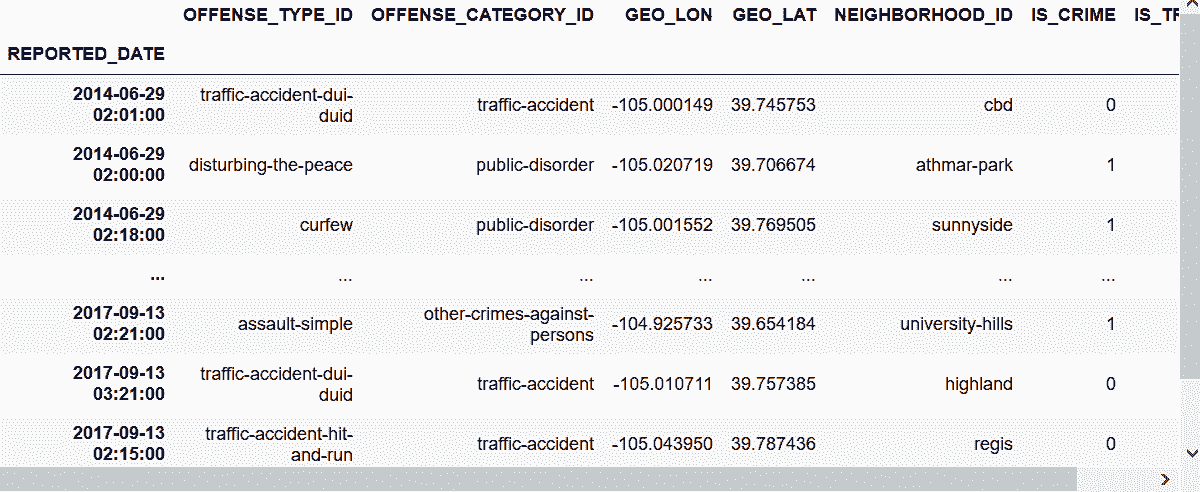 OFFENSE_TYPE_ID OFFENSE_CATEGORY_ID GEO_LON GEO_LAT NEIGHBORHOOD_ID IS_CRIME IS_TR
REPORTED_DATE
2014-06-29 02:01:00 traffic-accident-dui-duid traffic-accident -105.000149 39.745753 cbd 0
2014-06-29 02:00:00 disturbing-the-peace public-disorder -105.020719 39.706674 athmar-park 1
2014-06-29 02:18:00 curfew public-disorder -105.001552 39.769505 sunnyside 1
... ... ... ... ... ... ...
2017-09-13 02:21:00 assault-simple other-crimes-against-persons -104.925733 39.654184 university-hills 1
2017-09-13 03:21:00 traffic-accident-dui-duid traffic-accident -105.010711 39.757385 highland 0
2017-09-13 02:15:00 traffic-accident-hit-and-run traffic-accident -105.043950 39.787436 regis 0